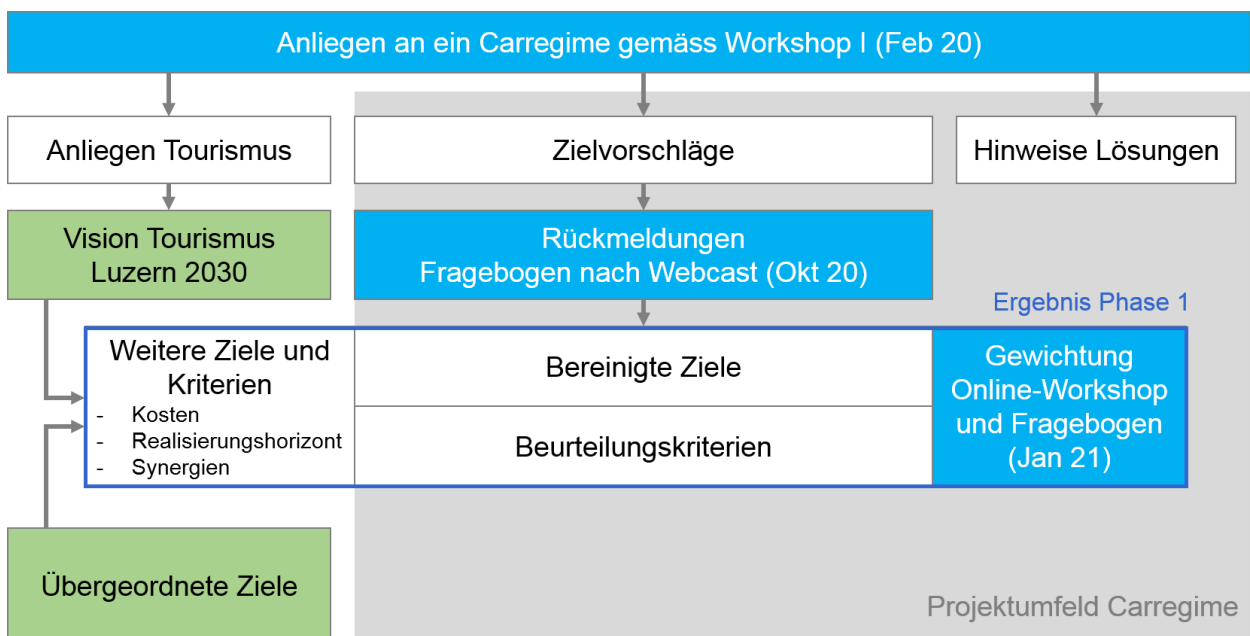 Anliegen an ein Carregime gemäss Workshop I (Feb 20)
Anliegen Tourismus
Zielvorschläge
Hinweise Lösungen
Vision Tourismus
Luzern 2030
Rückmeldungen
Fragebogen nach Webcast (Okt 20)
Ergebnis Phase 1
Weitere Ziele und
Kriterien
- Kosten
- Realisierungshorizont
- Synergien
Bereinigte Ziele
Beurteilungskriterien
Gewichtung
Online-Workshop
und Fragebogen
(Jan 21)
Übergeordnete Ziele
Projektumfeld Carregime